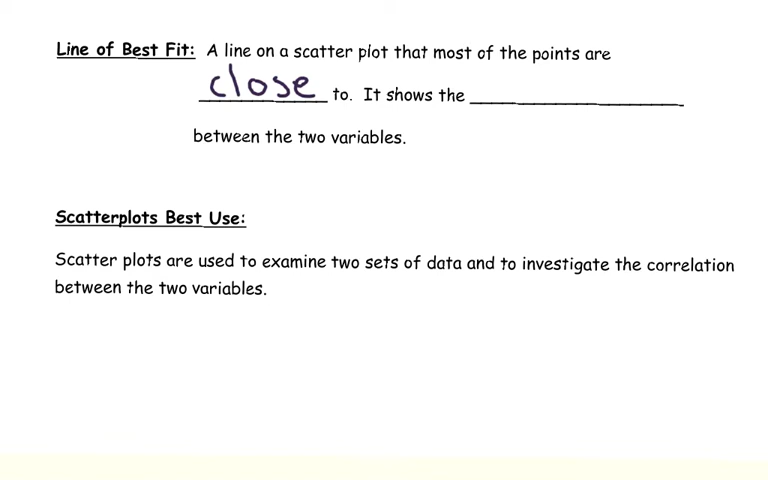 Line of Best Fit: A line on a scatter plot that most of the points are
close to. It shows the ____________________
between the two variables.
Scatterplots Best Use:
Scatter plots are used to examine two sets of data and to investigate the correlation
between the two variables.